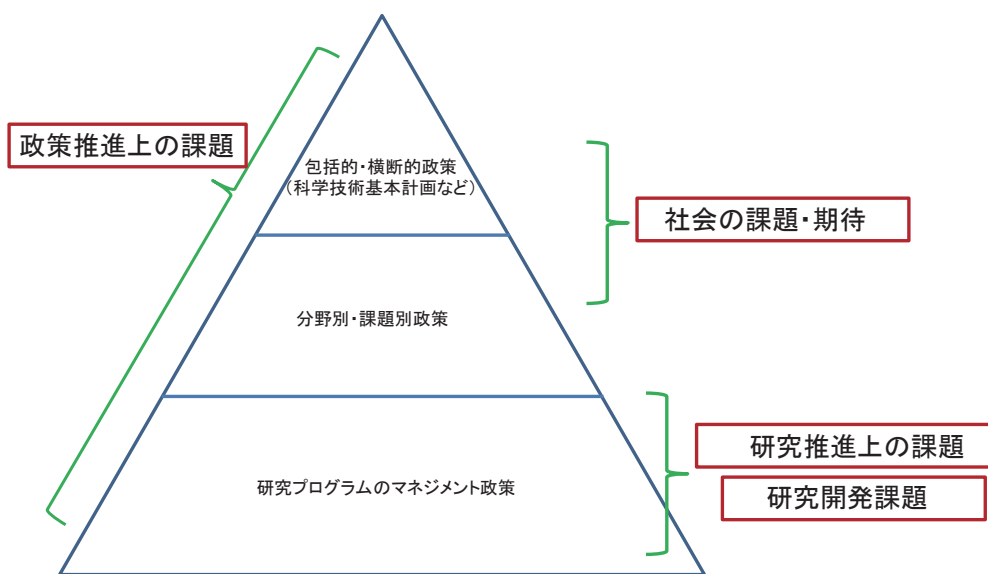 政策推進上の課題
包括的・横断的政策
（科学技術基本計画など）
社会の課題・期待
分野別・課題別政策
研究推進上の課題
研究プログラムのマネジメント政策
研究開発課題